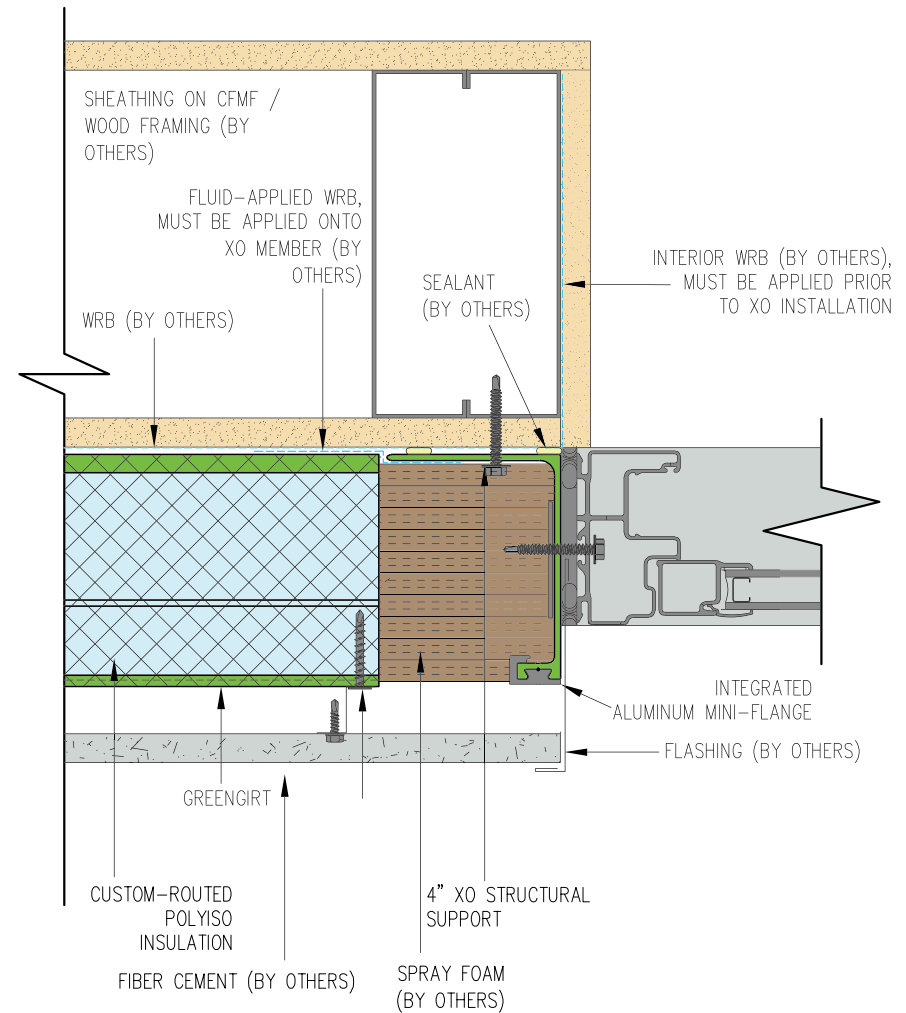 SHEATHING ON CFMF /
WOOD FRAMING (BY
OTHERS)
FLUID-APPLIED WRB,
MUST BE APPLIED ONTO
XO MEMBER (BY
OTHERS)
WRB (BY OTHERS)
SEALANT
(BY OTHERS)
INTERIOR WRB (BY OTHERS),
MUST BE APPLIED PRIOR
TO XO INSTALLATION
INTEGRATED
ALUMINUM MINI-FLANGE
FLASHING (BY OTHERS)
GREENGIRT
CUSTOM-ROUTED
POLYISO
INSULATION
4" XO STRUCTURAL
SUPPORT
FIBER CEMENT (BY OTHERS)
SPRAY FOAM
(BY OTHERS)